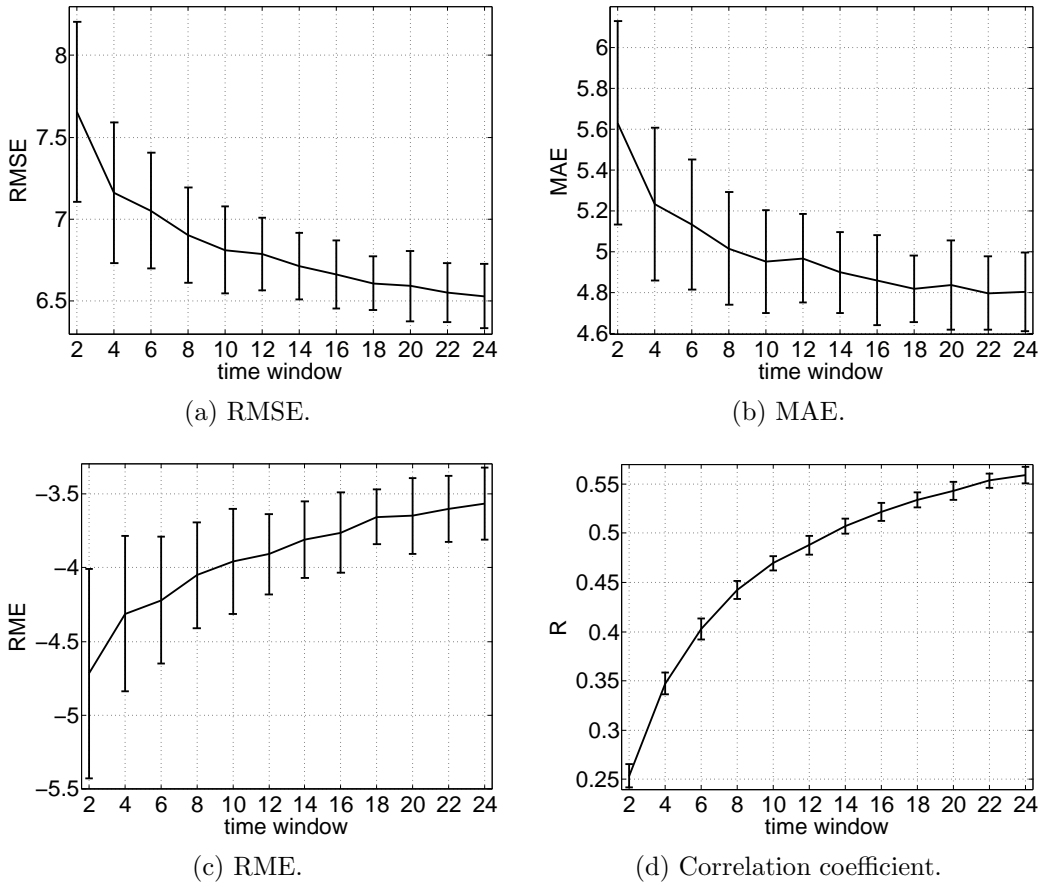 8
7.5
7
6.5
RMSE
2 4 6 8 10 12 14 16 18 20 22 24
time window
(a) RMSE.
6
5.8
5.6
5.4
5.2
5
4.8
4.6
MAE
2 4 6 8 10 12 14 16 18 20 22 24
time window
(b) MAE.
−3.5
−4
−4.5
−5
−5.5
RME
2 4 6 8 10 12 14 16 18 20 22 24
time window
(c) RME.
0.55
0.5
0.45
0.4
0.35
0.3
0.25
R
2 4 6 8 10 12 14 16 18 20 22 24
time window
(d) Correlation coefficient.